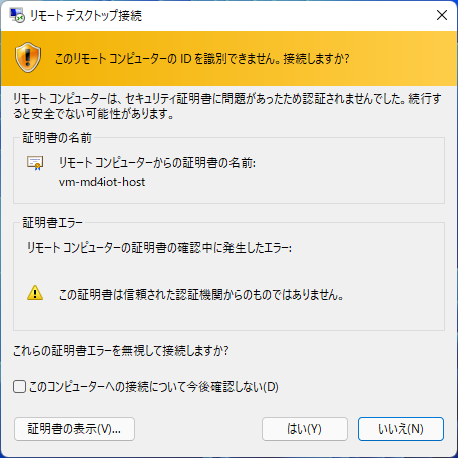 リモート デスクトップ接続
このリモート コンピューターの ID を識別できません。接続しますか?
リモート コンピューターは、セキュリティ証明書に問題があったため認証されませんでした。続行す
ると安全でない可能性があります。
証明書の名前
リモート コンピューターからの証明書の名前:
vm-md4iot-host
証明書エラー
リモート コンピューターの証明書の確認中に発生したエラー:
この証明書は信頼された認証機関からのものではありません。
これらの証明書エラーを無視して接続しますか?
このコンピューターへの接続について今後確認しない(D)
証明書の表示(V)... はい(Y) いいえ(N)